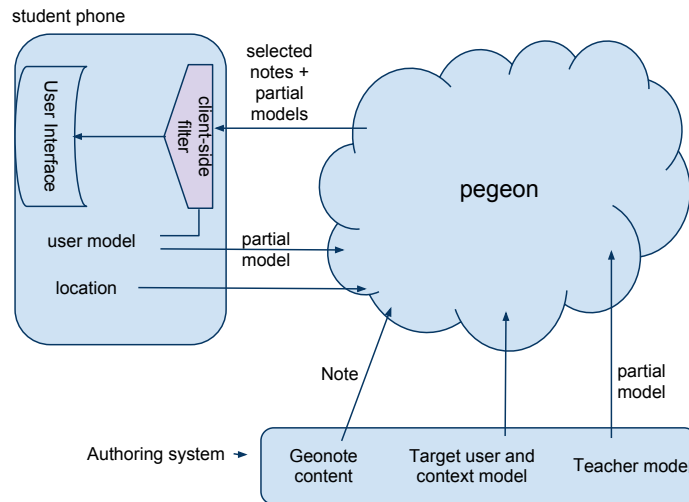 student phone
selected
notes +
partial
models
User Interface
client-side
filter
pegeon
user model
partial
model
location
Note
partial
model
Authoring system
Geonote
content
Target user and
context model
Teacher model